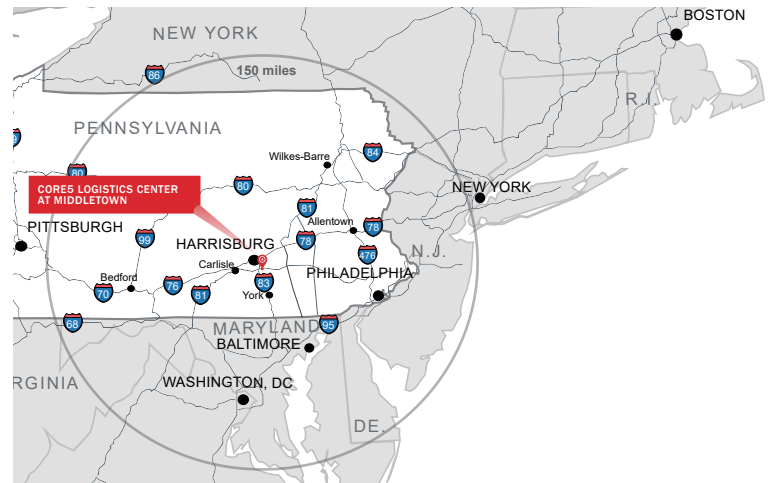 BOSTON
NEW YORK
150 miles
86
R.I.
PENNSYLVANIA
84
Wilkes-Barre
80
80
CORE5 LOGISTICS CENTER
AT MIDDLETOWN
NEW YORK
81
Allentown
78
PITTSBURGH
99
HARRISBURG
78
N.J.
476
Carlisle
PHILADELPHIA
Bedford
83
76
70
81
York
68
MARYLAND
95
BALTIMORE
RGINIA
WASHINGTON, DC
DE.